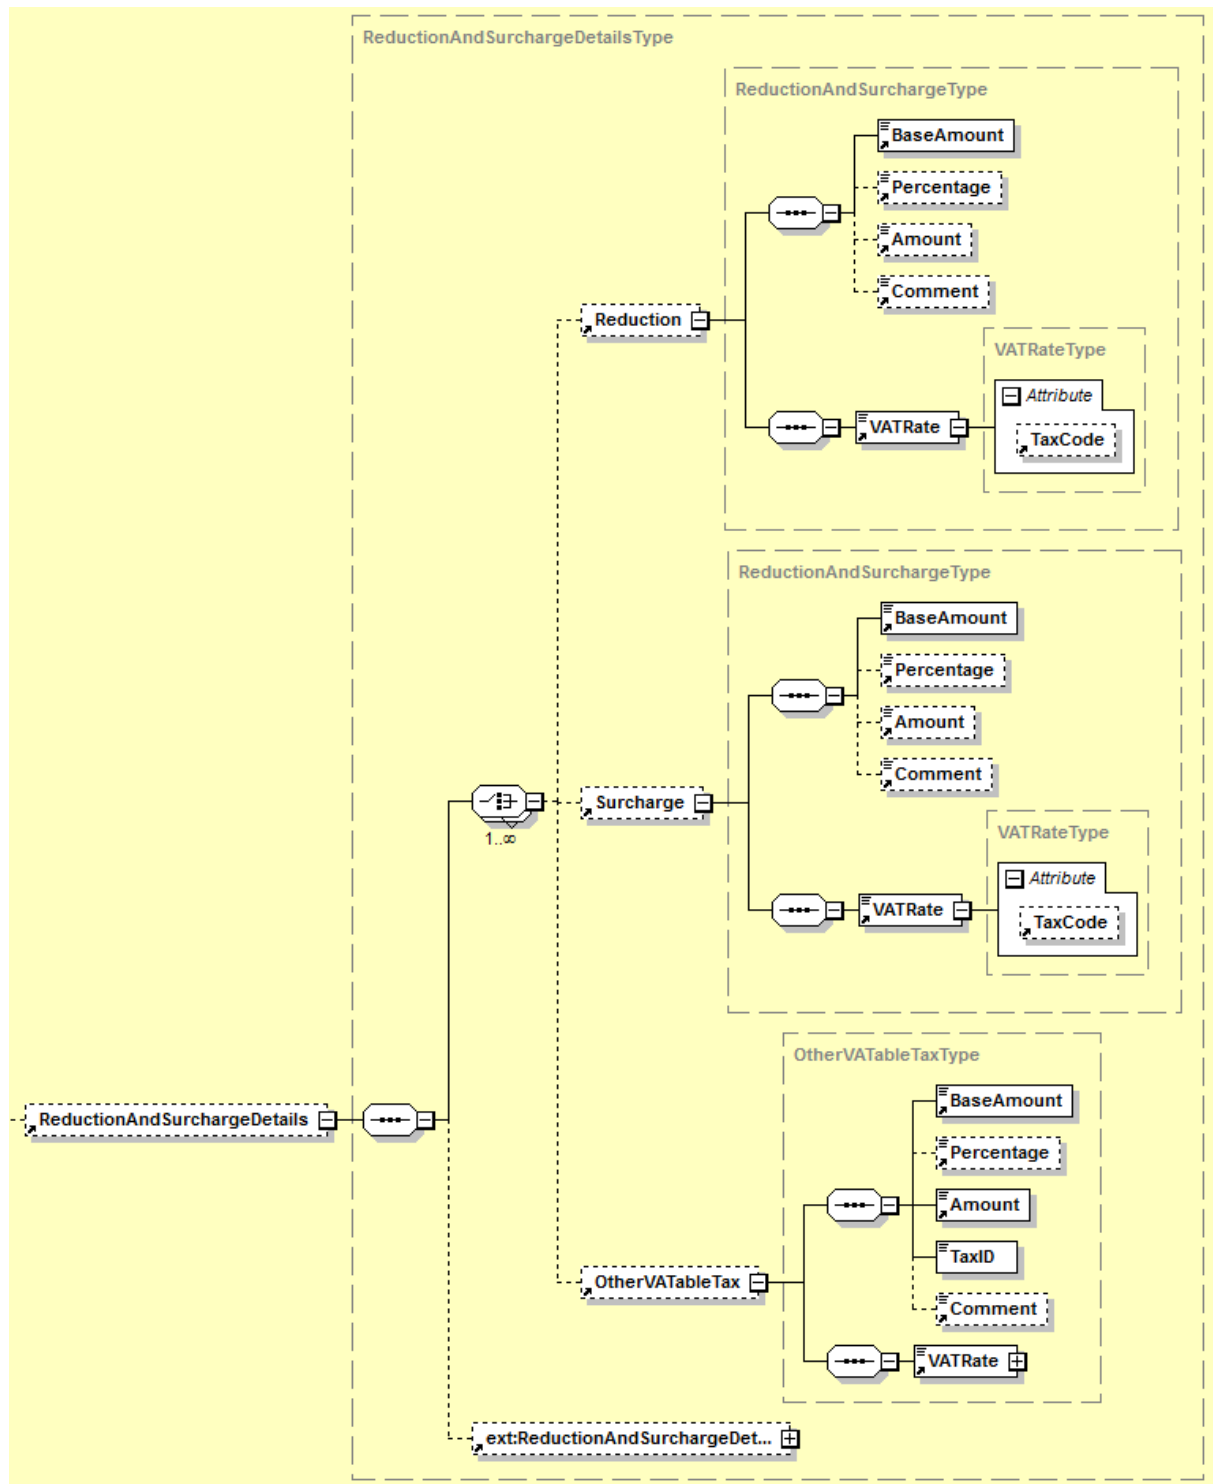 ReductionAndSurchargeDetailsType
ReductionAndSurchargeType
BaseAmount
Percentage
Amount
Comment
Reduction
VATRateType
Attribute
VATRate
TaxCode
ReductionAndSurchargeType
BaseAmount
Percentage
Amount
Comment
Surcharge
1..∞
VATRateType
Attribute
VATRate
TaxCode
OtherVATableTaxType
BaseAmount
ReductionAndSurchargeDetails
Percentage
Amount
TaxID
OtherVATableTax
Comment
VATRate
ext:ReductionAndSurchargeDet...